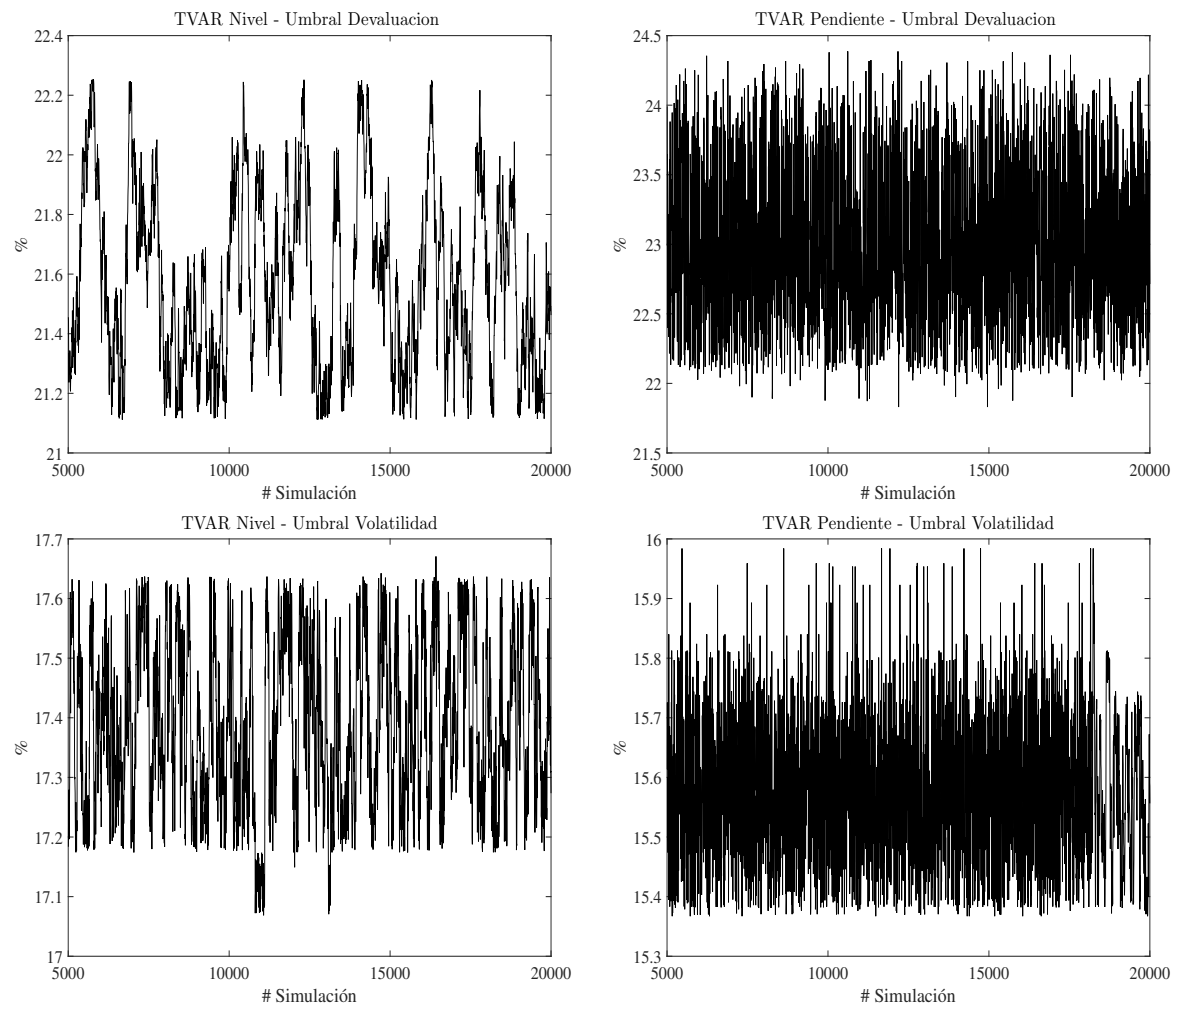 TVAR Nivel - Umbral Devaluacion
22.4
22.2
22
21.8
21.6
21.4
21.2
21
%
5000 10000 15000 20000
# Simulación
TVAR Pendiente - Umbral Devaluacion
24.5
24
23.5
23
22.5
22
21.5
%
5000 10000 15000 20000
# Simulación
TVAR Nivel - Umbral Volatilidad
17.7
17.6
17.5
17.4
17.3
17.2
17.1
17
%
5000 10000 15000 20000
# Simulación
TVAR Pendiente - Umbral Volatilidad
16
15.9
15.8
15.7
15.6
15.5
15.4
15.3
%
5000 10000 15000 20000
# Simulación